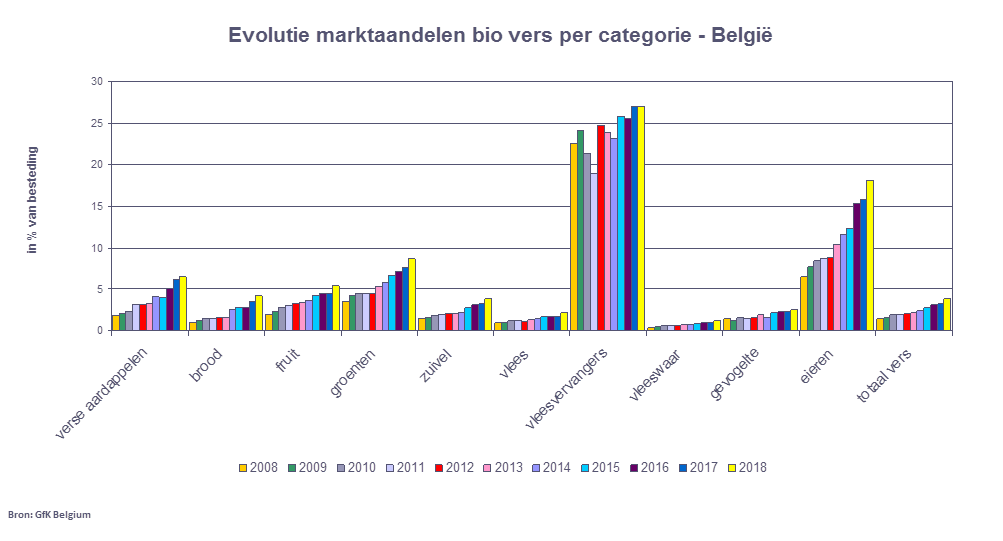 Evolutie marktaandelen bio vers per categorie - België
in % van besteding
30
25
20
15
10
5
0
verse aardappelen
brood
fruit
groenten
zuivel
vlees
vleesvervangers
vleeswaar
gevogelte
eieren
totaal vers
2008 2009 2010 2011 2012 2013 2014 2015 2016 2017 2018
Bron: GfK Belgium